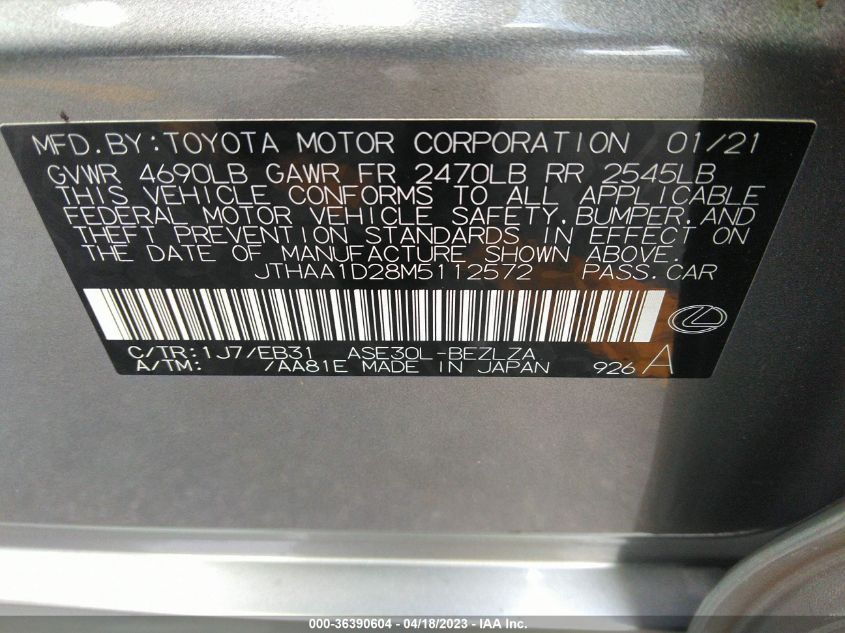 MFD.BY:TOYOTA MOTOR CORPORATION 01/21
GVWR 4690LB GAWR FR 2470LB RR 2545LB
THIS VEHICLE CONFORMS TO ALL APPLICABLE
FEDERAL MOTOR VEHICLE SAFETY,BUMPER,AND
THEFT PREVENTION STANDARDS IN EFFECT ON
THE DATE OF MANUFACTURE SHOWN ABOVE.
JTHAA1D28M5112572 PASS.CAR
C/TR:1J7/EB31 ASE30L-BEZLZA
A/TM: /AA81E MADE IN JAPAN 926 A
000-36390604 - 04/18/2023 - IAA Inc.